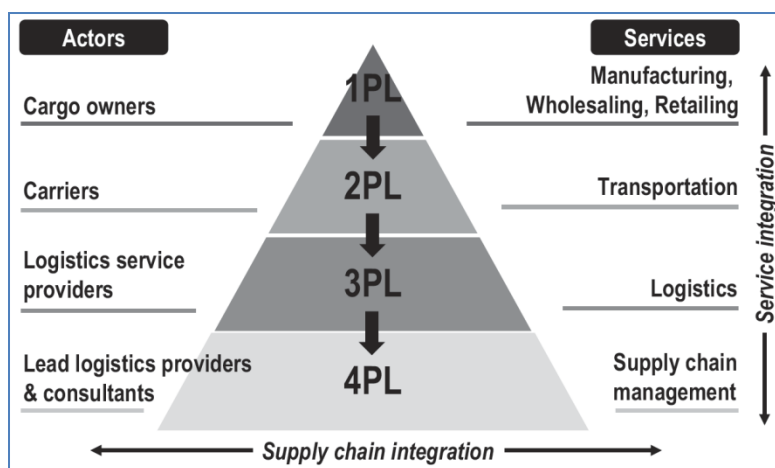 Actors
Services
1PL
Cargo owners
Manufacturing,
Wholesaling, Retailing
2PL
Carriers
Transportation
Logistics service
providers
3PL
Logistics
Lead logistics providers
& consultants
4PL
Supply chain
management
Service integration
Supply chain integration